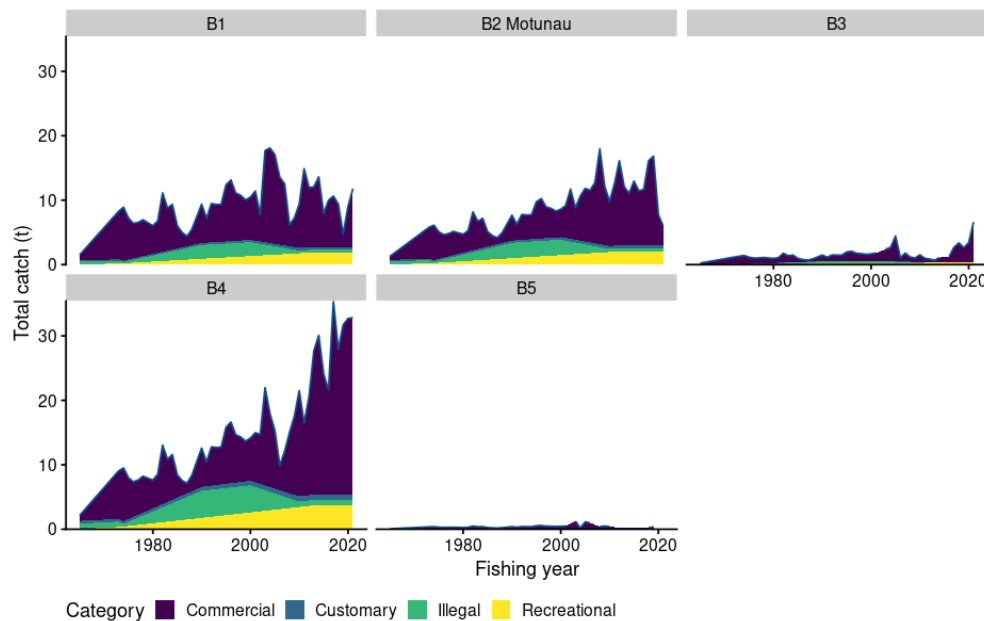 B1 B2 Motunau B3
30
20
10
0
1980 2000 2020
B4 B5
30
20
10
0
1980 2000 2020 1980 2000 2020
Total catch (t)
Fishing year
Category Commercial Customary Illegal Recreational